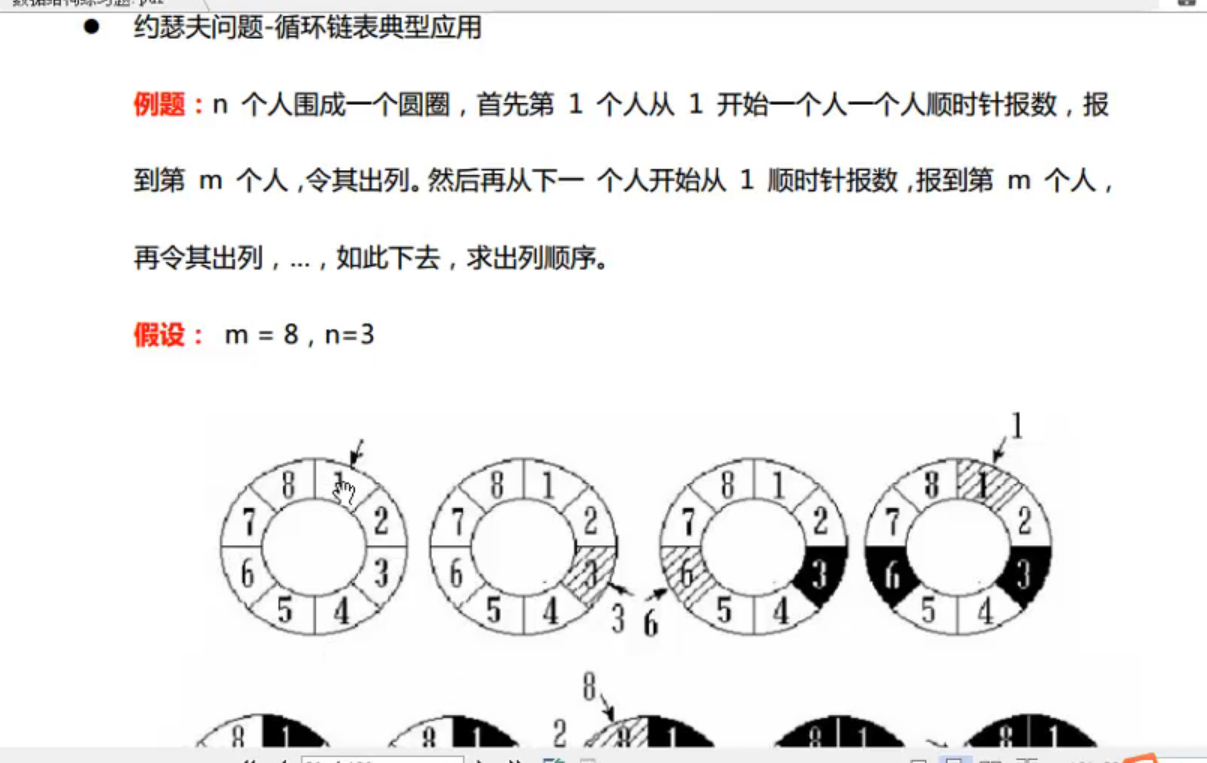 约瑟夫问题-循环链表典型应用
例题：n 个人围成一个圆圈，首先第 1 个人从 1 开始一个人一个人顺时针报数，报
到第 m 个人，令其出列。然后再从下一 个人开始从 1 顺时针报数，报到第 m 个人，
再令其出列，…，如此下去，求出列顺序。
假设： m = 8，n=3
1
8 1 8 1 8 1 8 1
7 2 7 2 7 2 7 2
6 3 6 3 6 3 6 3
5 4 5 4 5 4 5 4
3 6
8
2
8 1 8 1 8 1 8 1 8 1